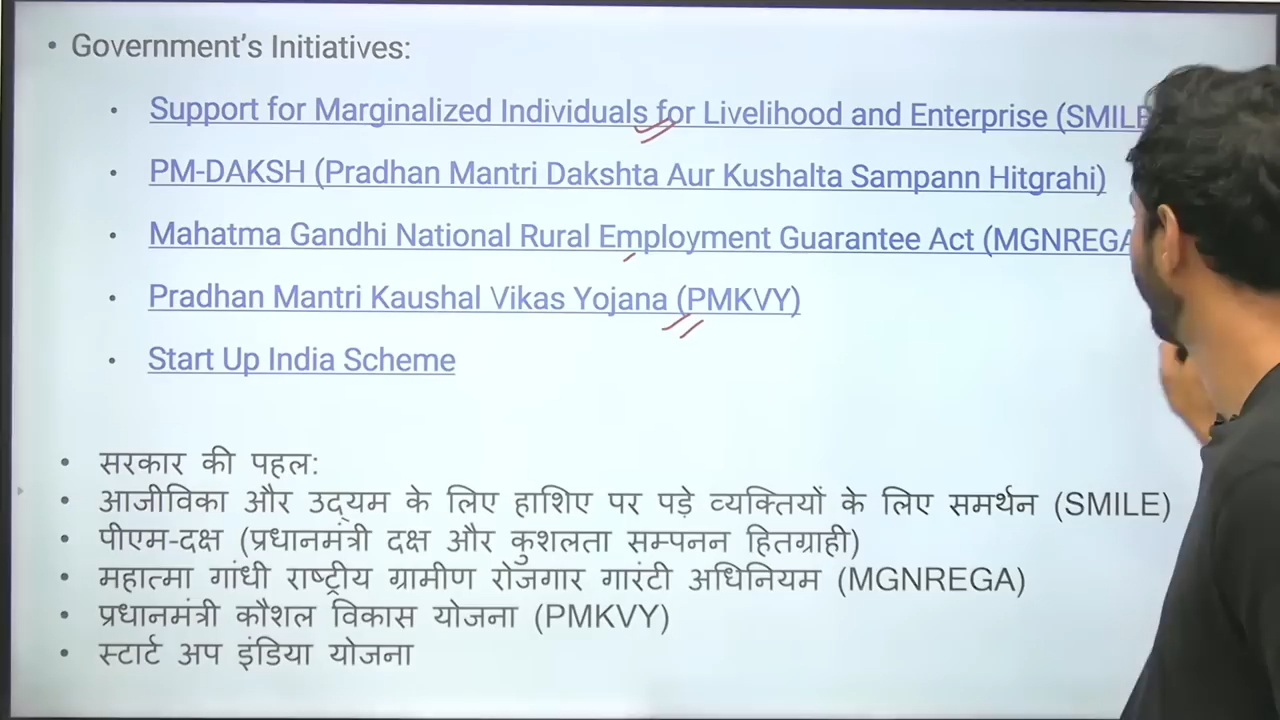 • Government's Initiatives:
• Support for Marginalized Individuals for Livelihood and Enterprise (SMILE
• PM-DAKSH (Pradhan Mantri Dakshta Aur Kushalta Sampann Hitgrahi)
• Mahatma Gandhi National Rural Employment Guarantee Act (MGNREGA
• Pradhan Mantri Kaushal Vikas Yojana (PMKVY)
• Start Up India Scheme
• सरकार की पहल:
• आजीविका और उद्यम के लिए हाशिए पर पड़े व्यक्तियों के लिए समर्थन (SMILE)
• पीएम-दक्ष (प्रधानमंत्री दक्ष और कुशलता सम्पनन हितग्राही)
• महात्मा गांधी राष्ट्रीय ग्रामीण रोजगार गारंटी अधिनियम (MGNREGA)
• प्रधानमंत्री कौशल विकास योजना (PMKVY)
• स्टार्ट अप इंडिया योजना